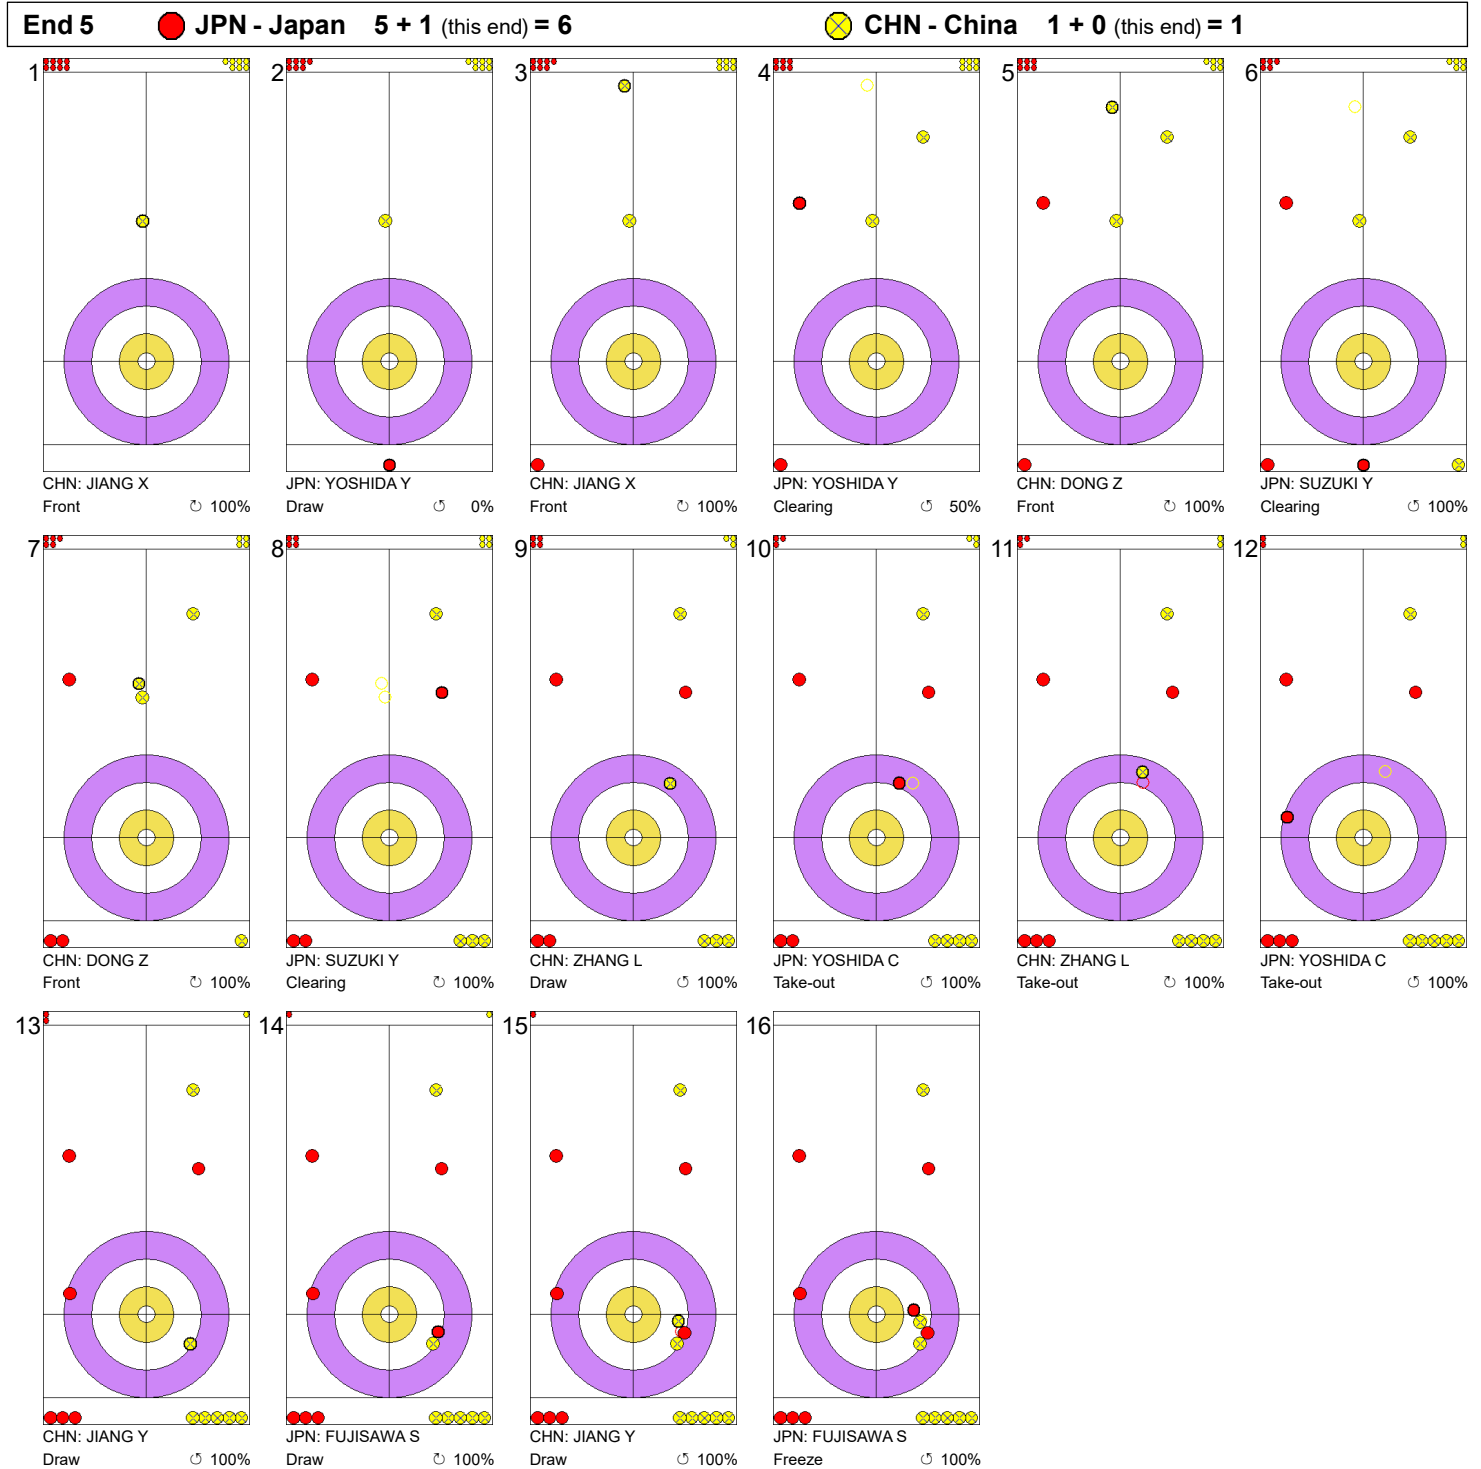 End 5 JPN - Japan 5 + 1 (this end) = 6 CHN - China 1 + 0 (this end) = 1
1 2 3 4 5 6
CHN: JIANG X JPN: YOSHIDA Y CHN: JIANG X JPN: YOSHIDA Y CHN: DONG Z JPN: SUZUKI Y
Front ↻ 100% Draw ↺ 0% Front ↻ 100% Clearing ↺ 50% Front ↻ 100% Clearing ↻ 100%
7 8 9 10 11 12
CHN: DONG Z JPN: SUZUKI Y CHN: ZHANG L JPN: YOSHIDA C CHN: ZHANG L JPN: YOSHIDA C
Front ↻ 100% Clearing ↻ 100% Draw ↺ 100% Take-out ↺ 100% Take-out ↺ 100% Take-out ↺ 100%
13 14 15 16
CHN: JIANG Y JPN: FUJISAWA S CHN: JIANG Y JPN: FUJISAWA S
Draw ↺ 100% Draw ↺ 100% Draw ↺ 100% Freeze ↺ 100%